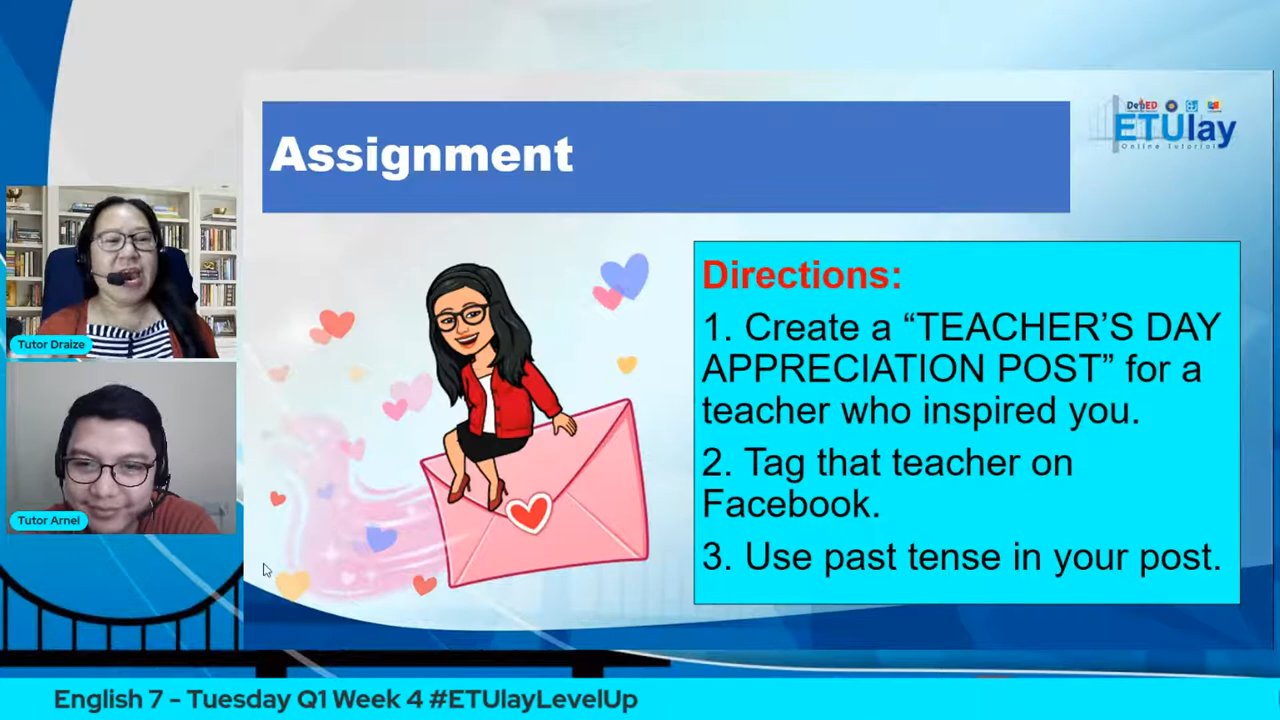 Assignment
DepED
ETUlay
Online Tutorial
Tutor Draize
Tutor Arnel
Directions:
1. Create a “TEACHER’S DAY
APPRECIATION POST” for a
teacher who inspired you.
2. Tag that teacher on
Facebook.
3. Use past tense in your post.
English 7 – Tuesday Q1 Week 4 #ETUlayLevelUp